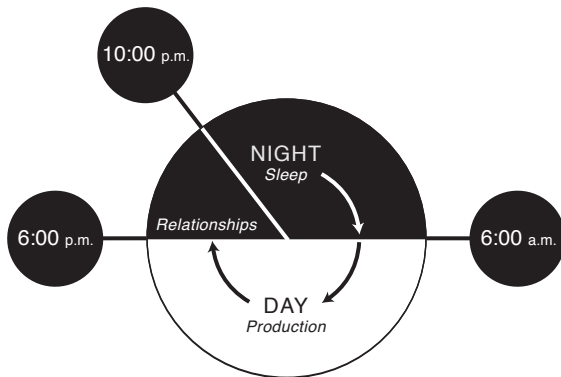 10:00 p.m.
NIGHT
Sleep
Relationships
6:00 p.m.
6:00 a.m.
DAY
Production